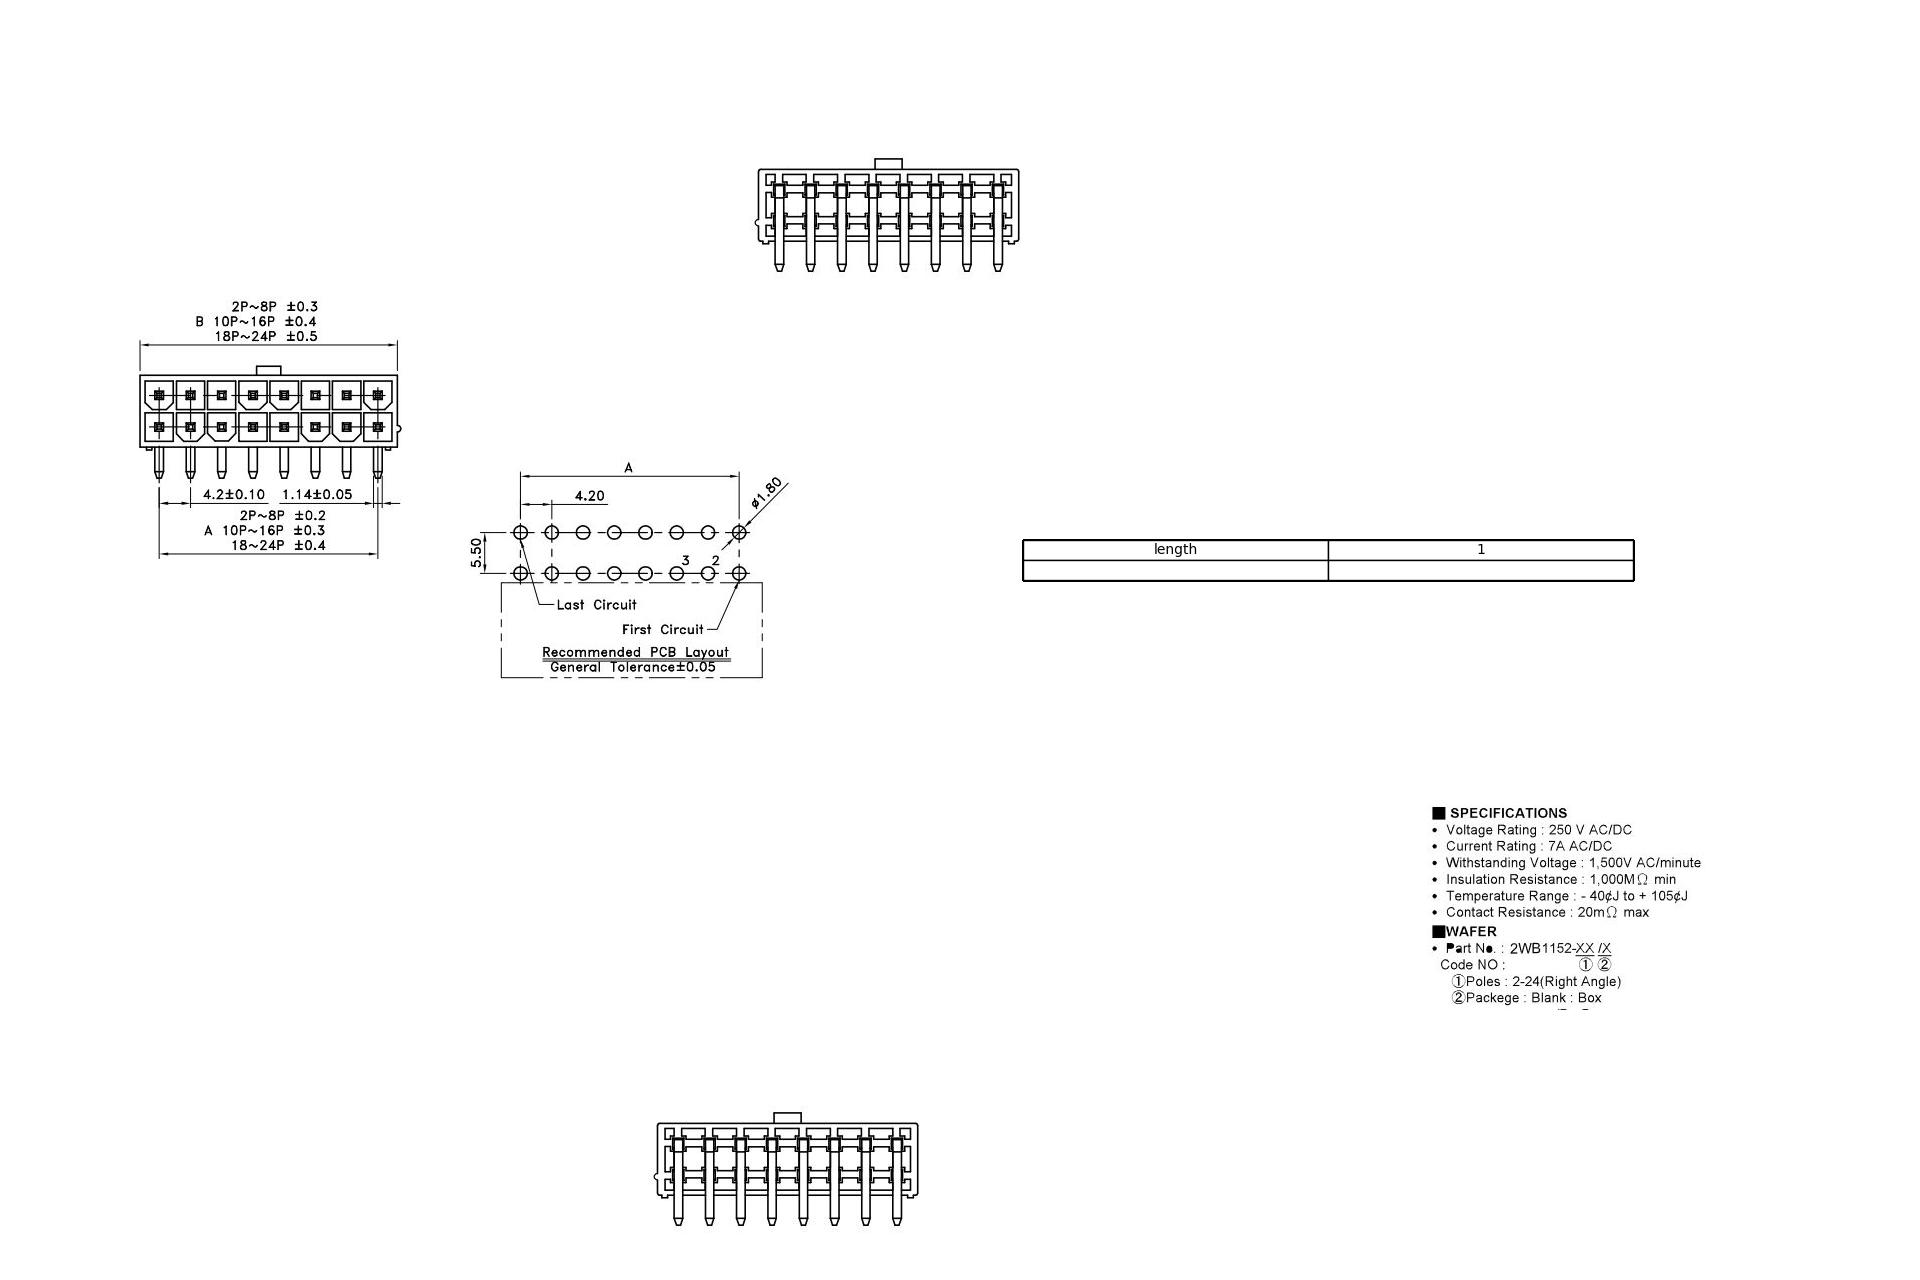 2P~8P ±0.3
B 10P~16P ±0.4
18P~24P ±0.5
4.2±0.10 1.14±0.05
2P~8P ±0.2
A 10P~16P ±0.3
18~24P ±0.4
A
4.20
ø1.80
5.50
3 2
Last Circuit
First Circuit
Recommended PCB Layout
General Tolerance±0.05
length 1
■ SPECIFICATIONS
• Voltage Rating : 250 V AC/DC
• Current Rating : 7A AC/DC
• Withstanding Voltage : 1,500V AC/minute
• Insulation Resistance : 1,000MΩ min
• Temperature Range : - 40¢J to + 105¢J
• Contact Resistance : 20mΩ max
■WAFER
• Part No. : 2WB1152-XX /X
Code NO : ① ②
①Poles : 2-24(Right Angle)
②Packege : Blank : Box